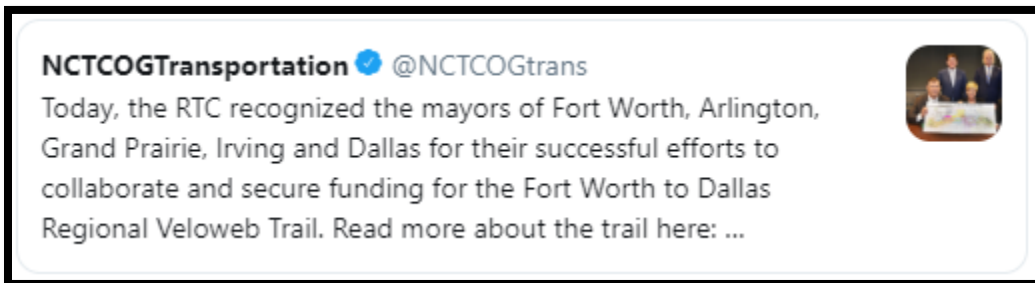 NCTCOGTransportation @NCTCOGtrans
Today, the RTC recognized the mayors of Fort Worth, Arlington,
Grand Prairie, Irving and Dallas for their successful efforts to
collaborate and secure funding for the Fort Worth to Dallas
Regional Veloweb Trail. Read more about the trail here: ...